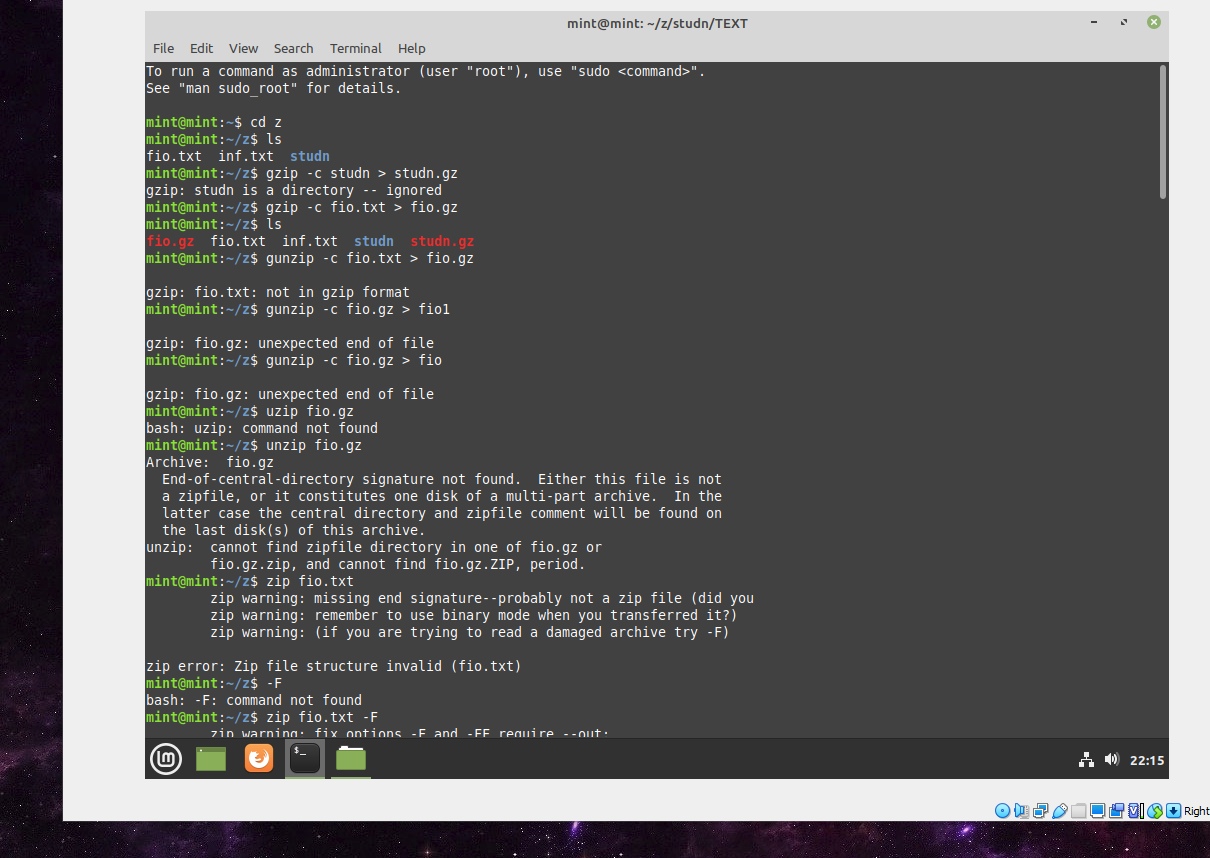 mint@mint: ~/z/studn/TEXT
File Edit View Search Terminal Help
To run a command as administrator (user "root"), use "sudo <command>".
See "man sudo_root" for details.
mint@mint:~$ cd z
mint@mint:~/z$ ls
fio.txt  inf.txt  studn
mint@mint:~/z$ gzip -c studn > studn.gz
gzip: studn is a directory -- ignored
mint@mint:~/z$ gzip -c fio.txt > fio.gz
mint@mint:~/z$ ls
fio.gz  fio.txt  inf.txt  studn  studn.gz
mint@mint:~/z$ gunzip -c fio.txt > fio.gz
gzip: fio.txt: not in gzip format
mint@mint:~/z$ gunzip -c fio.gz > fio1
gzip: fio.gz: unexpected end of file
mint@mint:~/z$ gunzip -c fio.gz > fio
gzip: fio.gz: unexpected end of file
mint@mint:~/z$ uzip fio.gz
bash: uzip: command not found
mint@mint:~/z$ unzip fio.gz
Archive:  fio.gz
  End-of-central-directory signature not found.  Either this file is not
  a zipfile, or it constitutes one disk of a multi-part archive.  In the
  latter case the central directory and zipfile comment will be found on
  the last disk(s) of this archive.
unzip:  cannot find zipfile directory in one of fio.gz or
        fio.gz.zip, and cannot find fio.gz.ZIP, period.
mint@mint:~/z$ zip fio.txt
        zip warning: missing end signature--probably not a zip file (did you
        zip warning: remember to use binary mode when you transferred it?)
        zip warning: (if you are trying to read a damaged archive try -F)
zip error: Zip file structure invalid (fio.txt)
mint@mint:~/z$ -F
bash: -F: command not found
mint@mint:~/z$ zip fio.txt -F
        zip warning: fix options -F and -FF require --out:
$_
22:15
Right